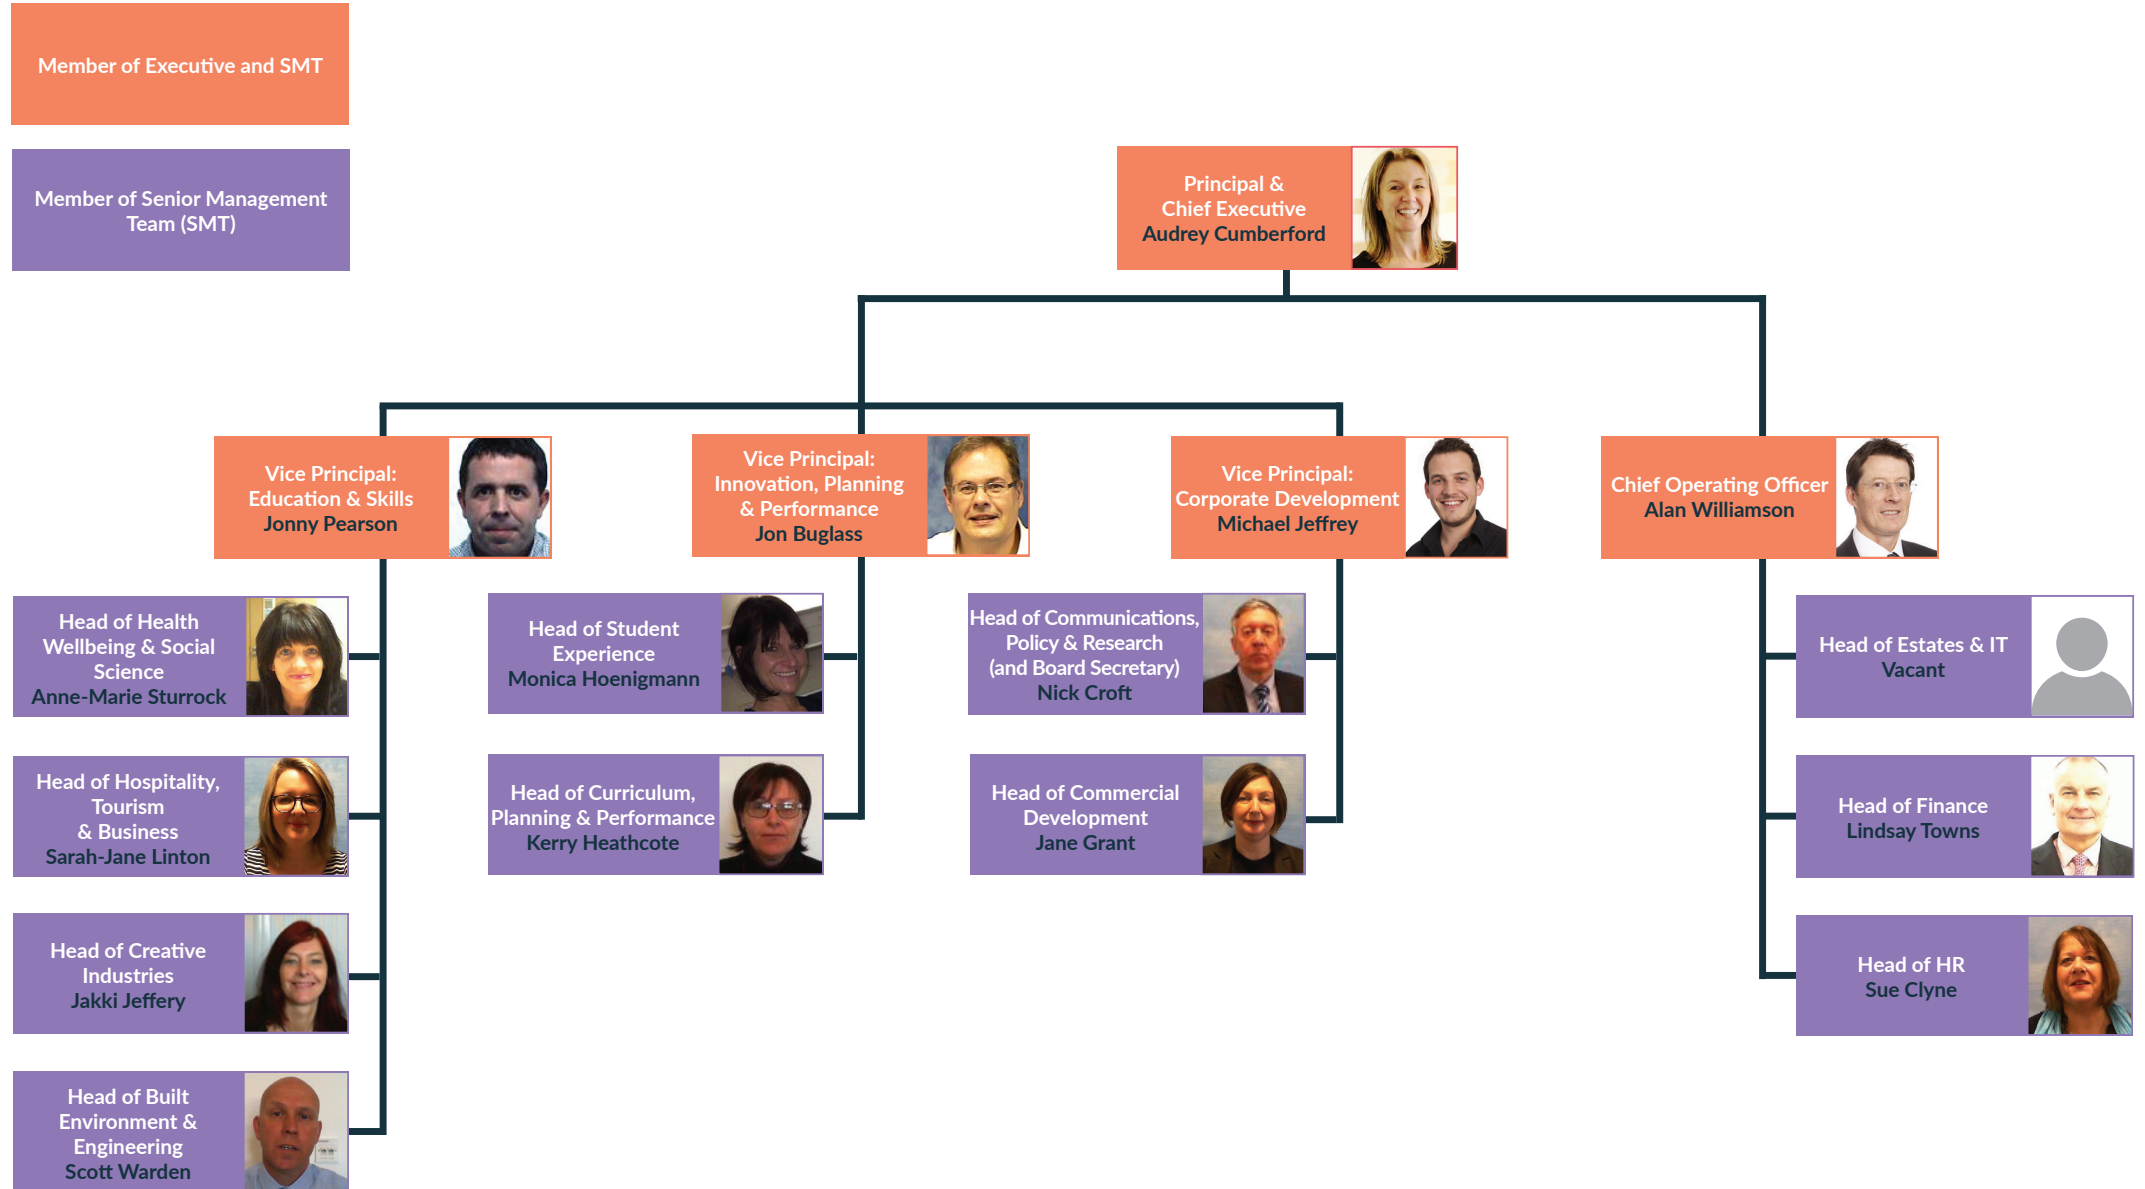 Member of Executive and SMT
Member of Senior Management
Team (SMT)
Principal &
Chief Executive
Audrey Cumberford
Vice Principal:
Education & Skills
Jonny Pearson
Vice Principal:
Innovation, Planning
& Performance
Jon Buglass
Vice Principal:
Corporate Development
Michael Jeffrey
Chief Operating Officer
Alan Williamson
Head of Health
Wellbeing & Social
Science
Anne-Marie Sturrock
Head of Student
Experience
Monica Hoenigmann
Head of Communications,
Policy & Research
(and Board Secretary)
Nick Croft
Head of Estates & IT
Vacant
Head of Hospitality,
Tourism
& Business
Sarah-Jane Linton
Head of Curriculum,
Planning & Performance
Kerry Heathcote
Head of Commercial
Development
Jane Grant
Head of Finance
Lindsay Towns
Head of Creative
Industries
Jakki Jeffery
Head of HR
Sue Clyne
Head of Built
Environment &
Engineering
Scott Warden